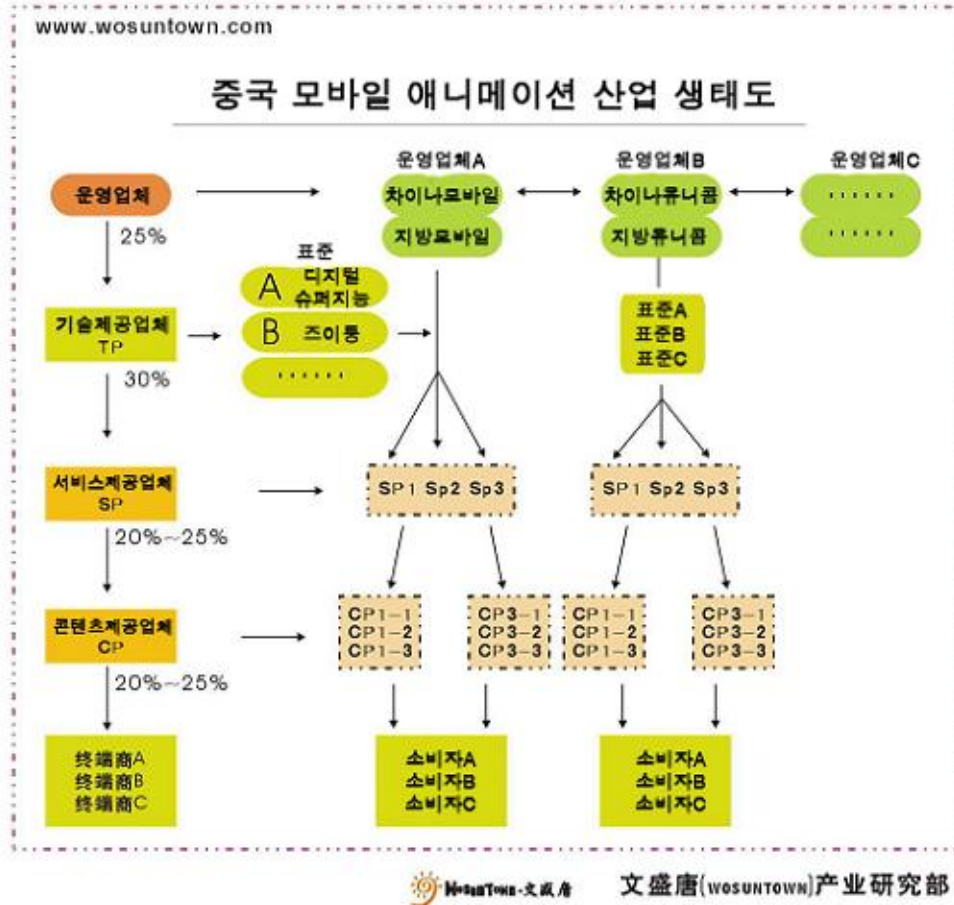 www.wosuntown.com
중국 모바일 애니메이션 산업 생태도
운영업체A
운영업체B
운영업체C
운영업체
차이나모바일
차이나류니콤
······
지방모바일
지방류니콤
······
25%
표준
A 디지털
슈퍼지능
B 즈이통
······
기술제공업체
TP
표준A
표준B
표준C
30%
서비스제공업체
SP
SP1 Sp2 Sp3
SP1 Sp2 Sp3
20%~25%
콘텐츠제공업체
CP
CP1-1
CP1-2
CP1-3
CP3-1
CP3-2
CP3-3
CP1-1
CP1-2
CP1-3
CP3-1
CP3-2
CP3-3
20%~25%
终端商A
终端商B
终端商C
소비자A
소비자B
소비자C
소비자A
소비자B
소비자C
WOSUNTOWN·文盛唐
文盛唐(WOSUNTOWN)产业研究部